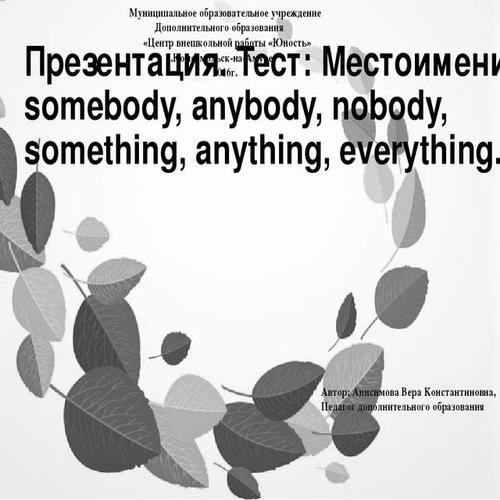 Муниципальное образовательное учреждение
Дополнительного образования
«Центр внешкольной работы «Юность»
Презентация. Тест: Местоимени
somebody, anybody, nobody,
something, anything, everything.
Автор: Анисимова Вера Константиновна,
Педагог дополнительного образования